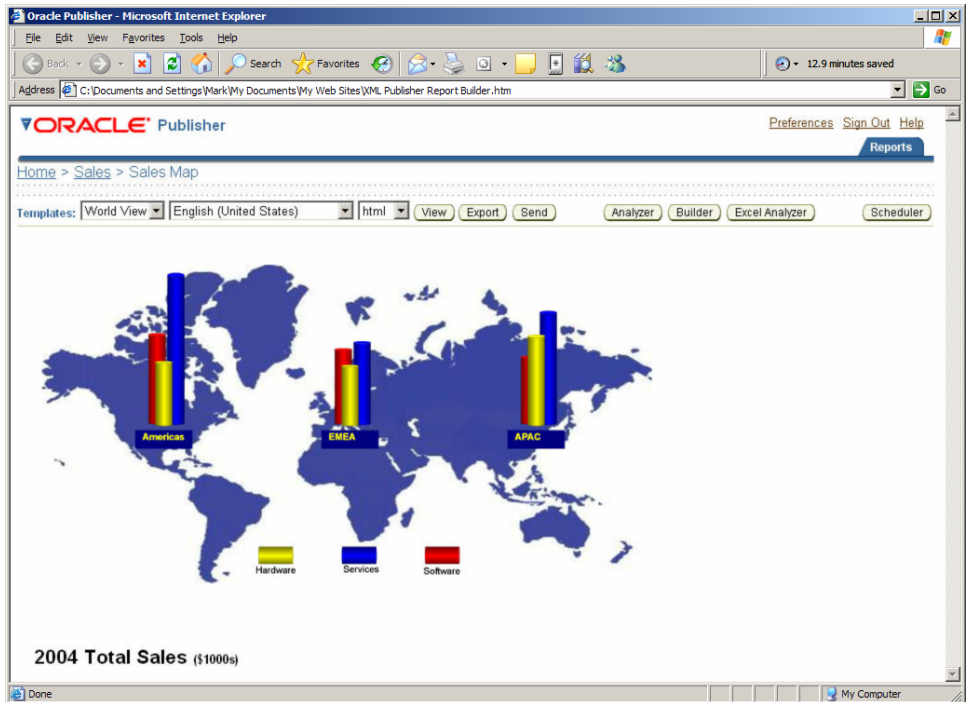 Oracle Publisher - Microsoft Internet Explorer
File Edit View Favorites Tools Help
Back Search Favorites 12.9 minutes saved
Address C:\Documents and Settings\Mark\My Documents\My Web Sites\XML Publisher Report Builder.htm Go
ORACLE Publisher Preferences Sign Out Help
Reports
Home > Sales > Sales Map
Templates: World View English (United States) html View Export Send Analyzer Builder Excel Analyzer Scheduler
Americas EMEA APAC
Hardware Services Software
2004 Total Sales ($1000s)
Done My Computer